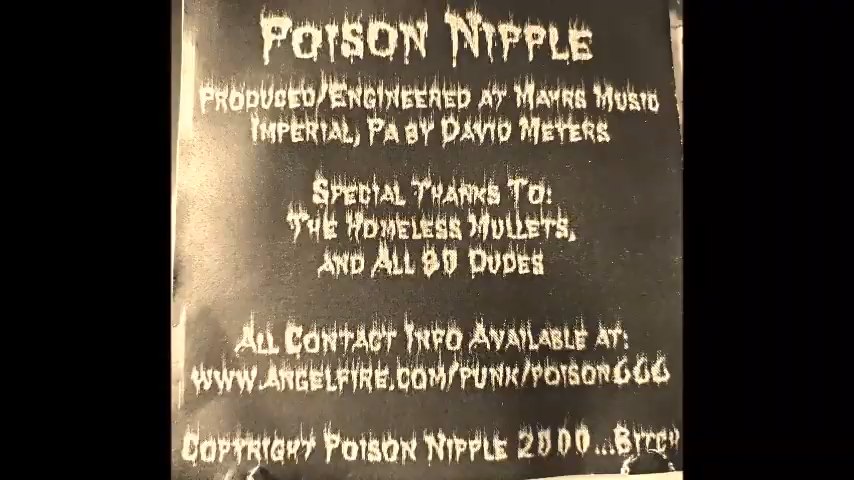 Poison Nipple
Produced/Engineered at Mayrs Music
Imperial, Pa by David Meyers
Special Thanks To:
The Homeless Mullets,
and All 90 Dudes
All Contact Info Available at:
www.angelfire.com/punk/poison666
Copyright Poison Nipple 2000...Bitch